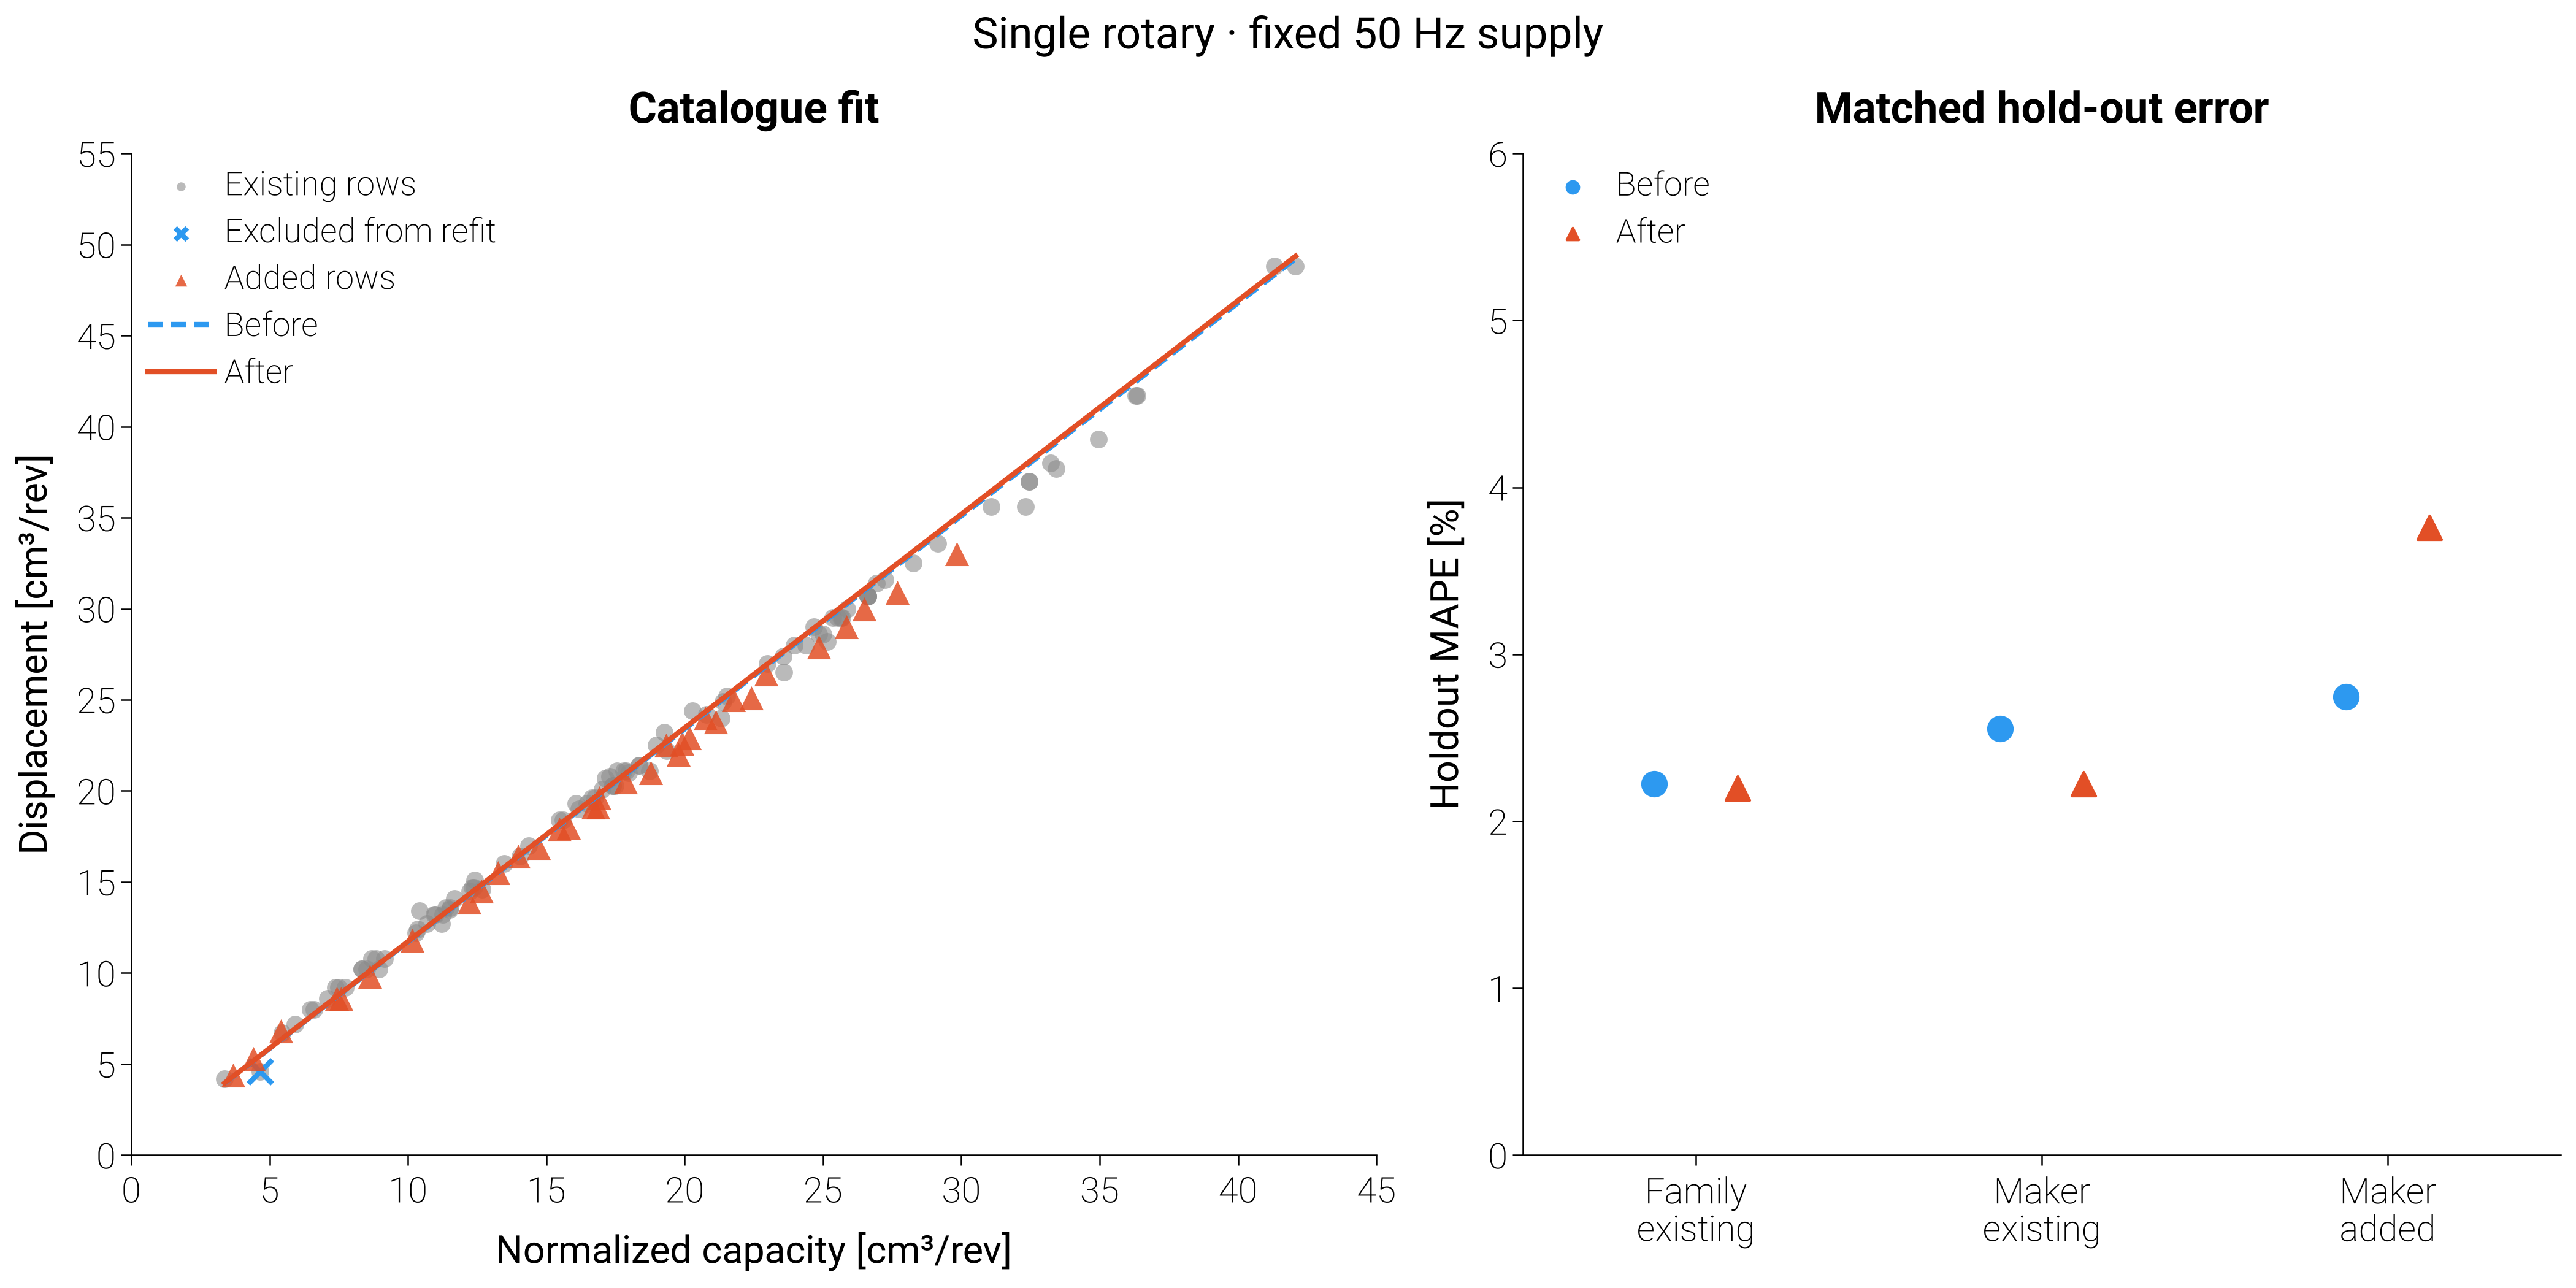 Single rotary · fixed 50 Hz supply
Catalogue fit
55
50
45
40
35
30
25
20
15
10
5
0
Displacement [cm³/rev]
Existing rows
Excluded from refit
Added rows
Before
After
0
5
10
15
20
25
30
35
40
45
Normalized capacity [cm³/rev]
Matched hold-out error
6
5
4
3
2
1
0
Holdout MAPE [%]
Before
After
Family
existing
Maker
existing
Maker
added